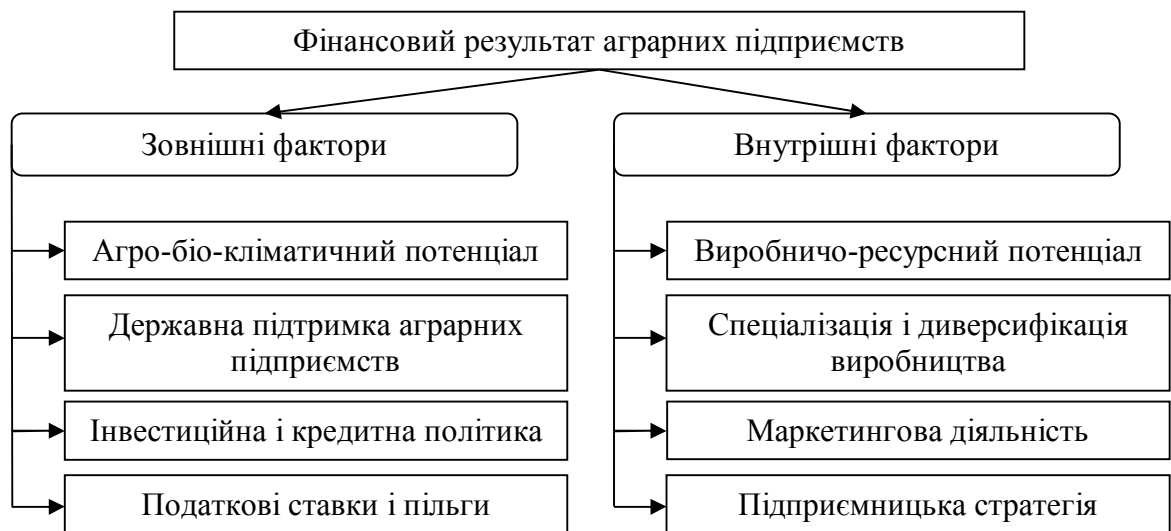 Фінансовий результат аграрних підприємств
Зовнішні фактори
Агро-біо-кліматичний потенціал
Державна підтримка аграрних
підприємств
Інвестиційна і кредитна політика
Податкові ставки і пільги
Внутрішні фактори
Виробничо-ресурсний потенціал
Спеціалізація і диверсифікація
виробництва
Маркетингова діяльність
Підприємницька стратегія